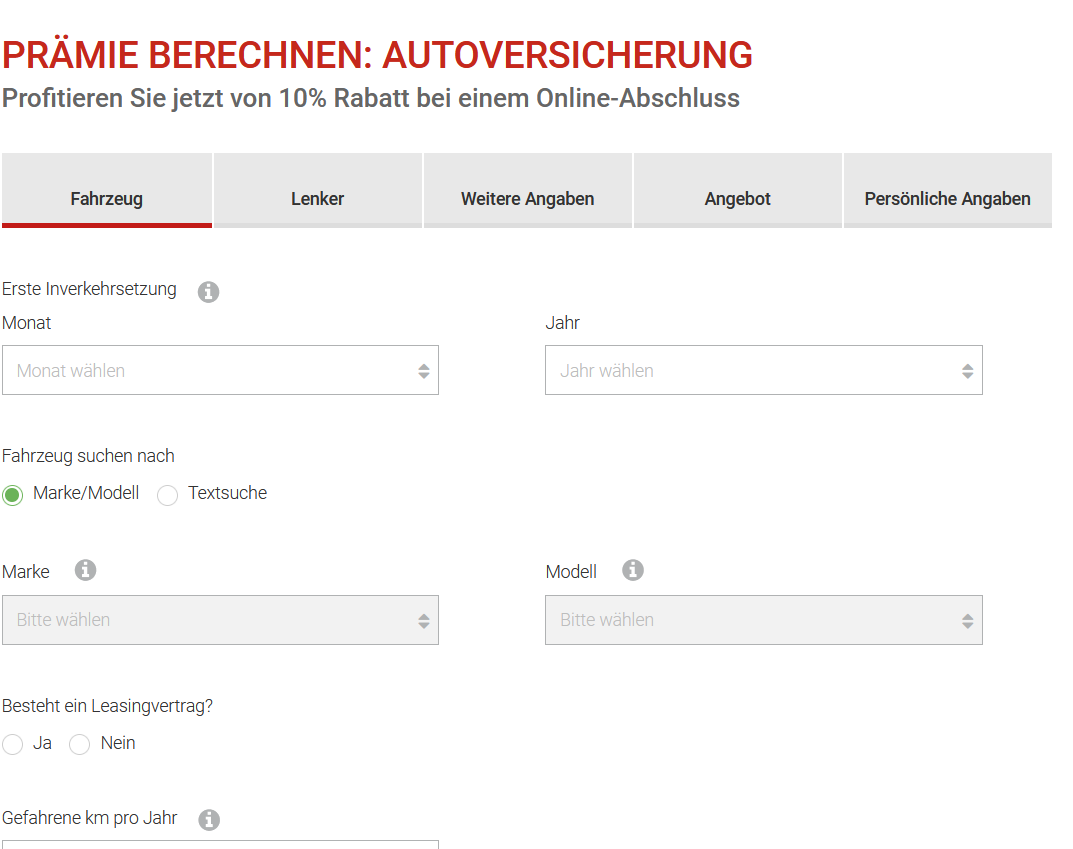 PRÄMIE BERECHNEN: AUTOVERSICHERUNG
Profitieren Sie jetzt von 10% Rabatt bei einem Online-Abschluss
Fahrzeug Lenker Weitere Angaben Angebot Persönliche Angaben
Erste Inverkehrsetzung
Monat Jahr
Monat wählen Jahr wählen
Fahrzeug suchen nach
Marke/Modell Textsuche
Marke Modell
Bitte wählen Bitte wählen
Besteht ein Leasingvertrag?
Ja Nein
Gefahrene km pro Jahr